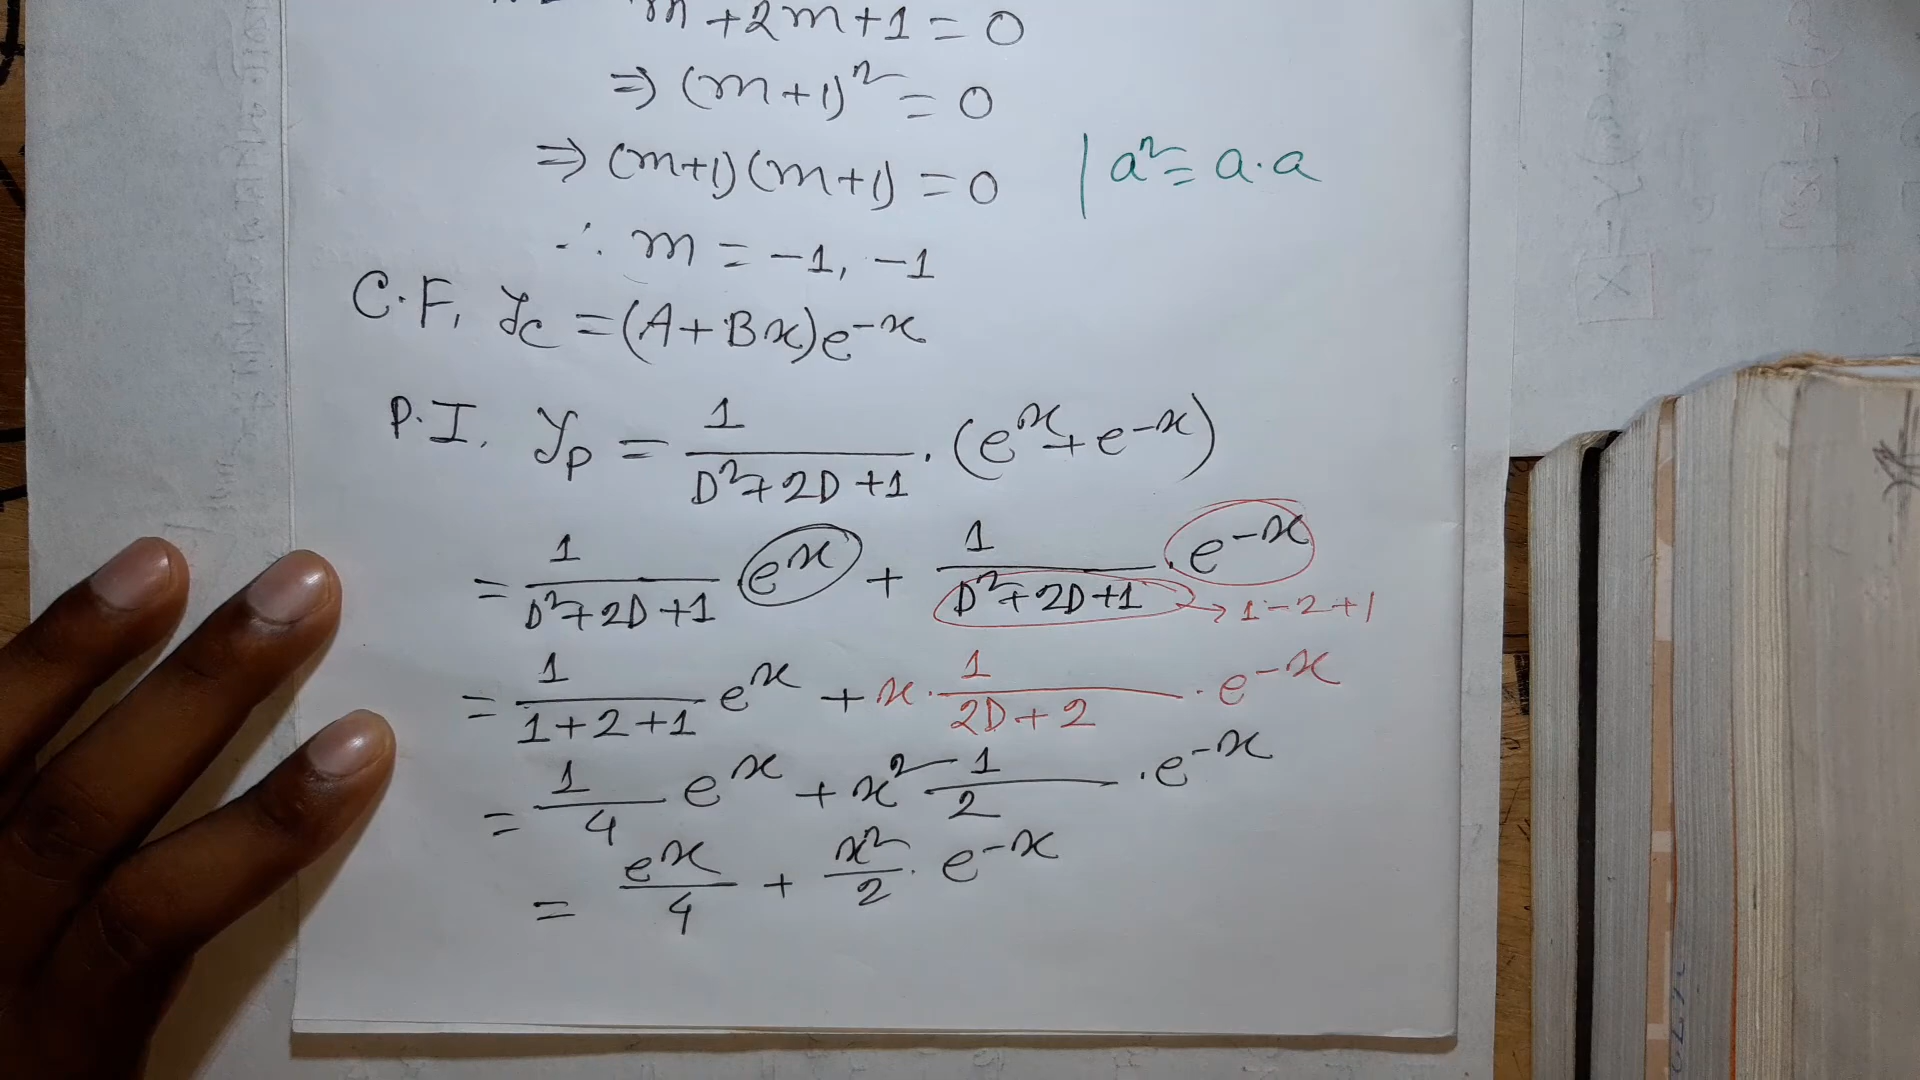 m² + 2m + 1 = 0
⇒ (m+1)² = 0
⇒ (m+1)(m+1) = 0 | a² = a·a
∴ m = -1, -1
C.F, y_c = (A+Bx)e^{-x}
P.I, y_p = 1/(D²+2D+1) · (e^x + e^{-x})
= 1/(D²+2D+1) · e^x + 1/(D²+2D+1) · e^{-x} → 1-2+1
= 1/(1+2+1) e^x + x · 1/(2D+2) · e^{-x}
= 1/4 e^x + x² 1/2 · e^{-x}
= e^x/4 + x²/2 · e^{-x}